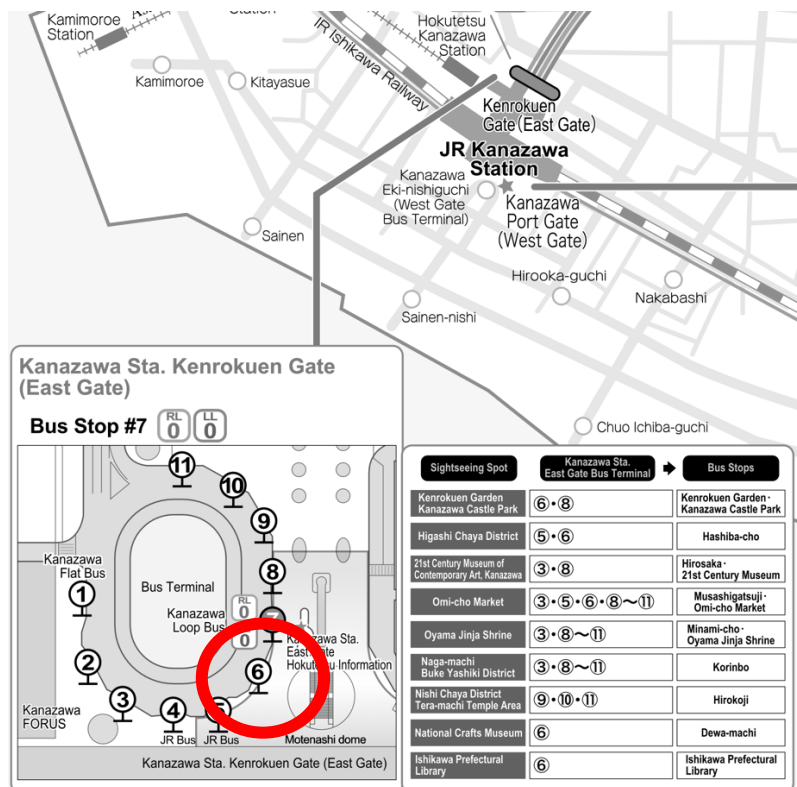 Kamimoroe
Station
Kamimoroe
Kitayasue
IR Ishikawa Railway
Hokutetsu
Kanazawa
Station
Kenrokuen
Gate(East Gate)
JR Kanazawa
Station
Kanazawa
Eki-nishiguchi
(West Gate
Bus Terminal)
Kanazawa
Port Gate
(West Gate)
Sainen
Hirooka-guchi
Nakabashi
Sainen-nishi
Chuo Ichiba-guchi
Kanazawa Sta. Kenrokuen Gate
(East Gate)
Bus Stop #7 RL 0 LL 0
11
10
9
8
7
6
5
4
3
2
1
Kanazawa
Flat Bus
Bus Terminal
Kanazawa
Loop Bus
RL
0
0
Kanazawa Sta.
East
Hokutetsu Information
Kanazawa
FORUS
JR Bus
JR Bus
Motenashi dome
Kanazawa Sta. Kenrokuen Gate (East Gate)
Sightseeing Spot
Kanazawa Sta.
East Gate Bus Terminal
➡
Bus Stops
Kenrokuen Garden
Kanazawa Castle Park
⑥・⑧
Kenrokuen Garden・
Kanazawa Castle Park
Higashi Chaya District
⑤・⑥
Hashiba-cho
21st Century Museum of
Contemporary Art, Kanazawa
③・⑧
Hirosaka・
21st Century Museum
Omi-cho Market
③・⑤・⑥・⑧～⑪
Musashigatsuji・
Omi-cho Market
Oyama Jinja Shrine
③・⑧～⑪
Minami-cho・
Oyama Jinja Shrine
Naga-machi
Buke Yashiki District
③・⑧～⑪
Korinbo
Nishi Chaya District
Tera-machi Temple Area
⑨・⑩・⑪
Hirokoji
National Crafts Museum
⑥
Dewa-machi
Ishikawa Prefectural
Library
⑥
Ishikawa Prefectural
Library